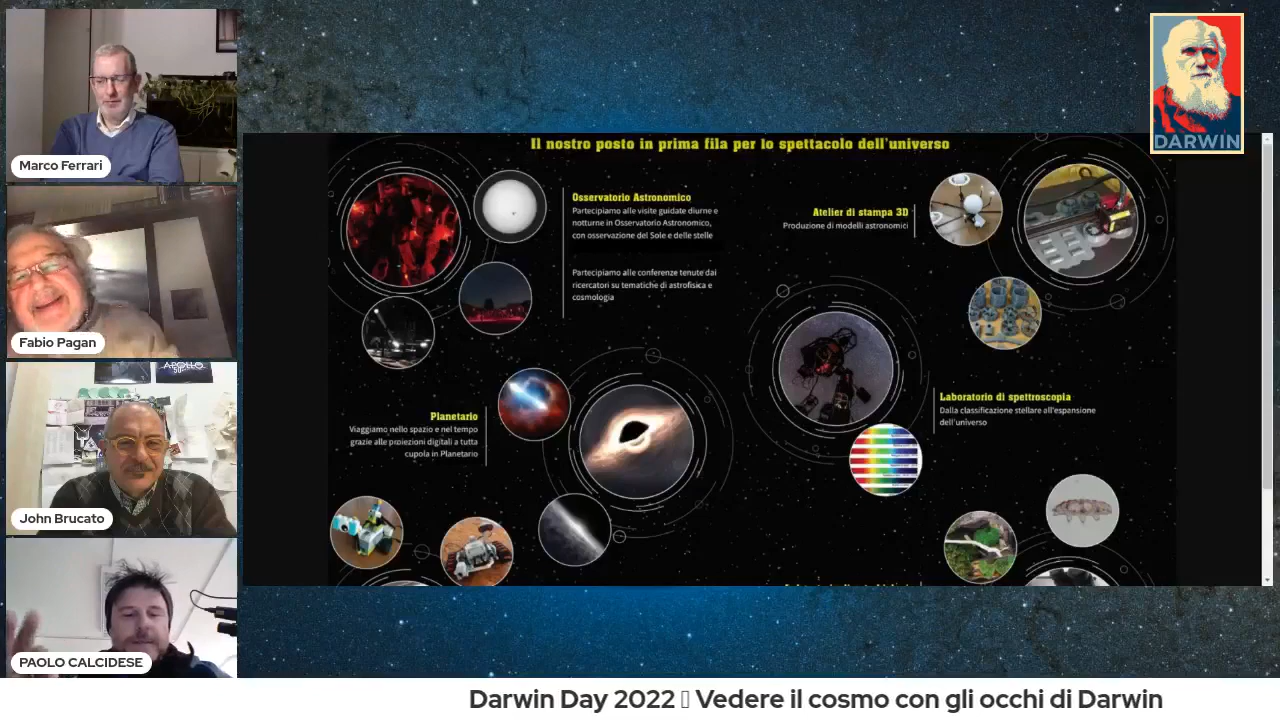 DARWIN
Marco Ferrari
Fabio Pagan
APOLLO
John Brucato
PAOLO CALCIDESE
Il nostro posto in prima fila per lo spettacolo dell'universo
Osservatorio Astronomico
Partecipiamo alle visite guidate diurne e
notturne in Osservatorio Astronomico,
con osservazione del Sole e delle stelle
Partecipiamo alle conferenze tenute dai
ricercatori su tematiche di astrofisica e
cosmologia
Atelier di stampa 3D
Produzione di modelli astronomici
Planetario
Viaggiamo nello spazio e nel tempo
grazie alle proiezioni digitali a tutta
cupola in Planetario
Laboratorio di spettroscopia
Dalla classificazione stellare all'espansione
dell'universo
Darwin Day 2022 ▯ Vedere il cosmo con gli occhi di Darwin